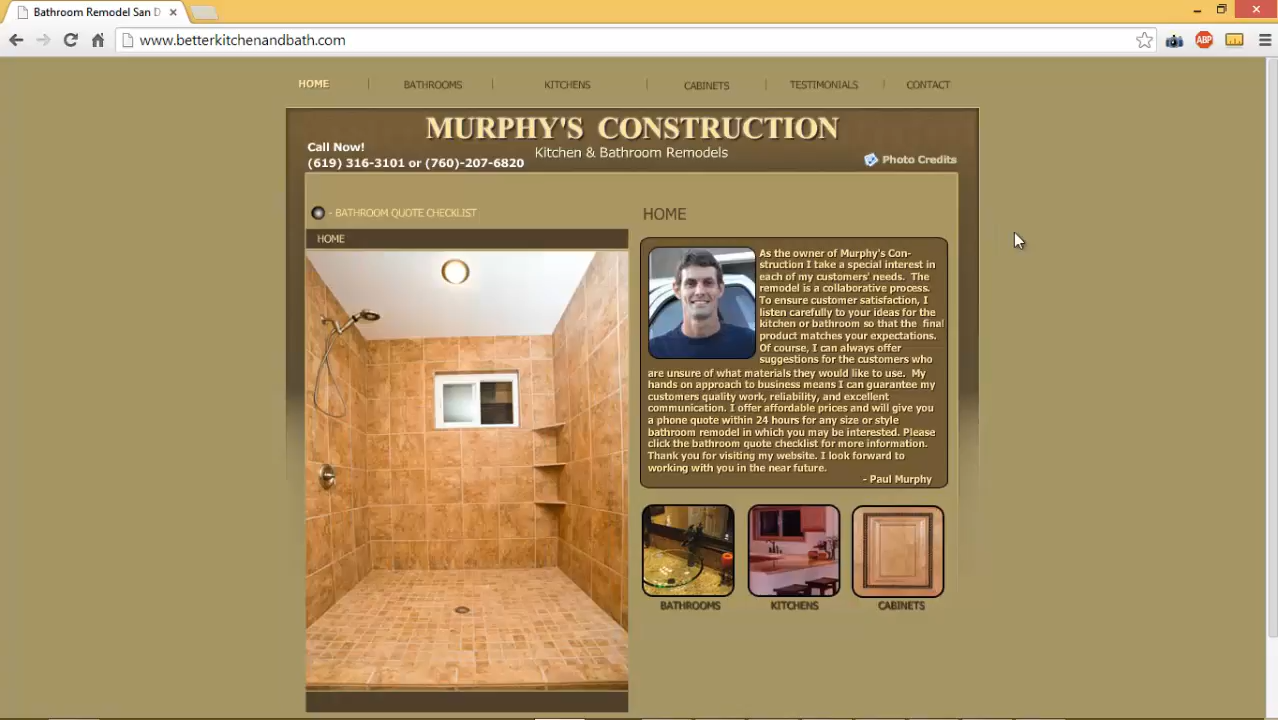 Bathroom Remodel San D
www.betterkitchenandbath.com
ABP
HOME | BATHROOMS | KITCHENS | CABINETS | TESTIMONIALS | CONTACT
MURPHY'S CONSTRUCTION
Kitchen & Bathroom Remodels
Call Now!
(619) 316-3101 or (760)-207-6820
Photo Credits
- BATHROOM QUOTE CHECKLIST
HOME
HOME
As the owner of Murphy's Con-
struction I take a special interest in
each of my customers' needs. The
remodel is a collaborative process.
To ensure customer satisfaction, I
listen carefully to your ideas for the
kitchen or bathroom so that the final
product matches your expectations.
Of course, I can always offer
suggestions for the customers who
are unsure of what materials they would like to use. My
hands on approach to business means I can guarantee my
customers quality work, reliability, and excellent
communication. I offer affordable prices and will give you
a phone quote within 24 hours for any size or style
bathroom remodel in which you may be interested. Please
click the bathroom quote checklist for more information.
Thank you for visiting my website. I look forward to
working with you in the near future.
- Paul Murphy
BATHROOMS
KITCHENS
CABINETS